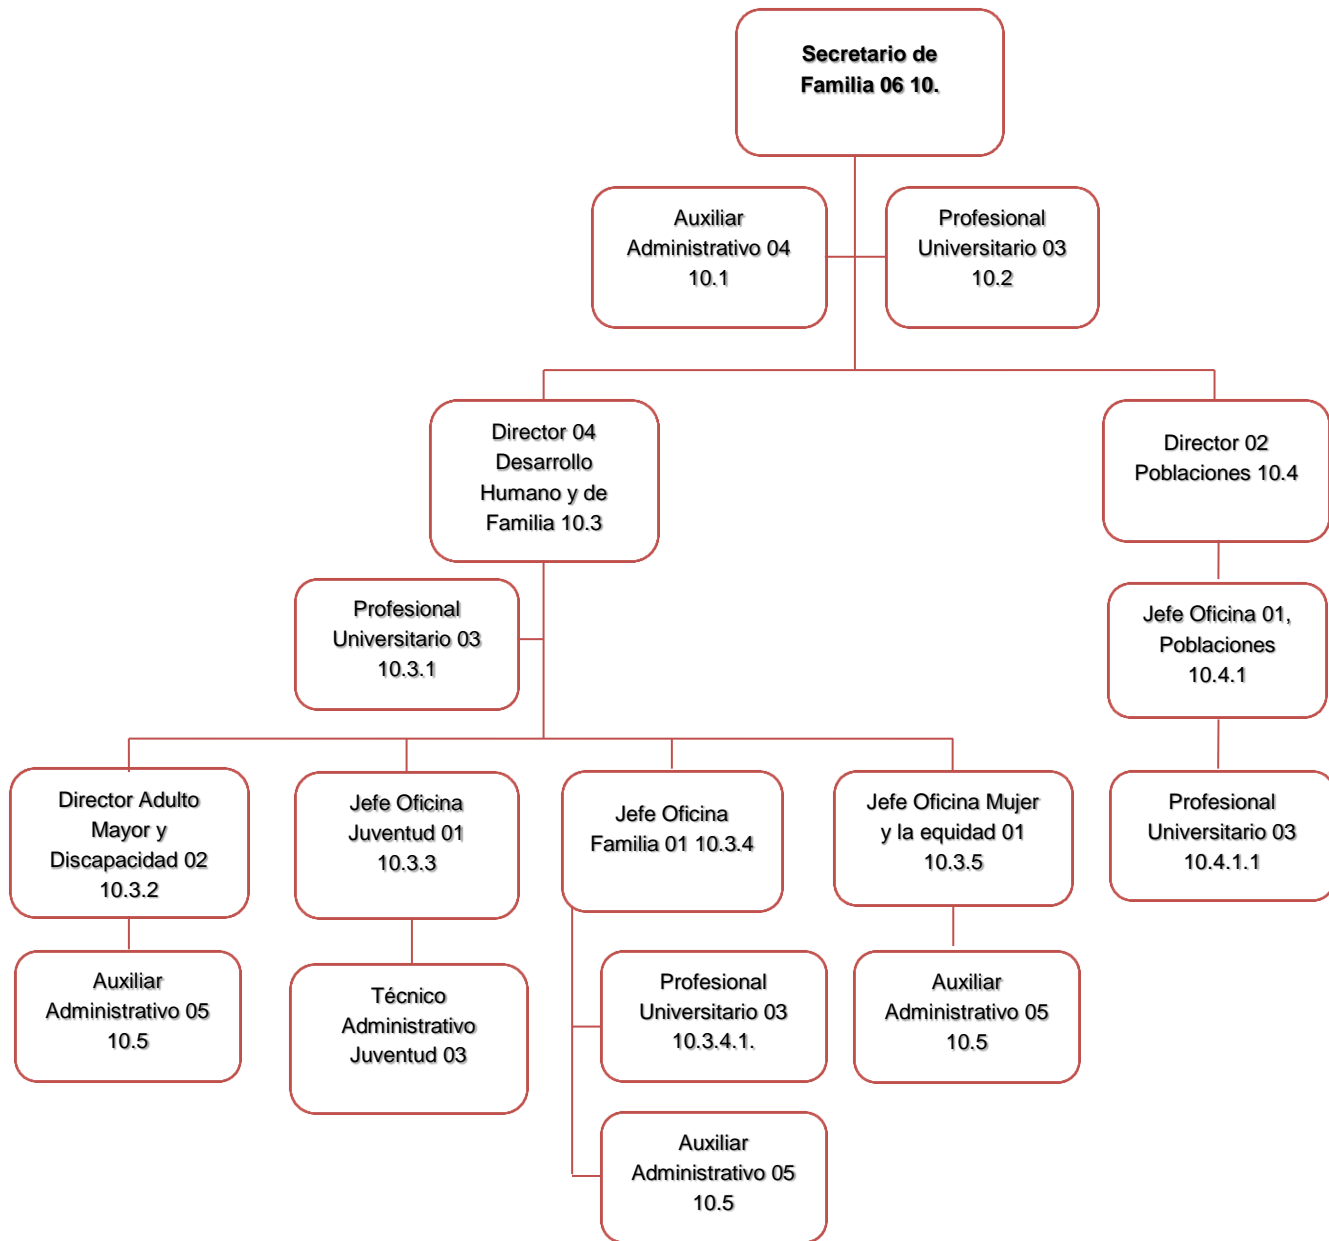 Secretario de
Familia 06 10.
Auxiliar
Administrativo 04
10.1
Profesional
Universitario 03
10.2
Director 04
Desarrollo
Humano y de
Familia 10.3
Director 02
Poblaciones 10.4
Profesional
Universitario 03
10.3.1
Jefe Oficina 01,
Poblaciones
10.4.1
Director Adulto
Mayor y
Discapacidad 02
10.3.2
Jefe Oficina
Juventud 01
10.3.3
Jefe Oficina
Familia 01 10.3.4
Jefe Oficina Mujer
y la equidad 01
10.3.5
Profesional
Universitario 03
10.4.1.1
Auxiliar
Administrativo 05
10.5
Técnico
Administrativo
Juventud 03
Profesional
Universitario 03
10.3.4.1.
Auxiliar
Administrativo 05
10.5
Auxiliar
Administrativo 05
10.5